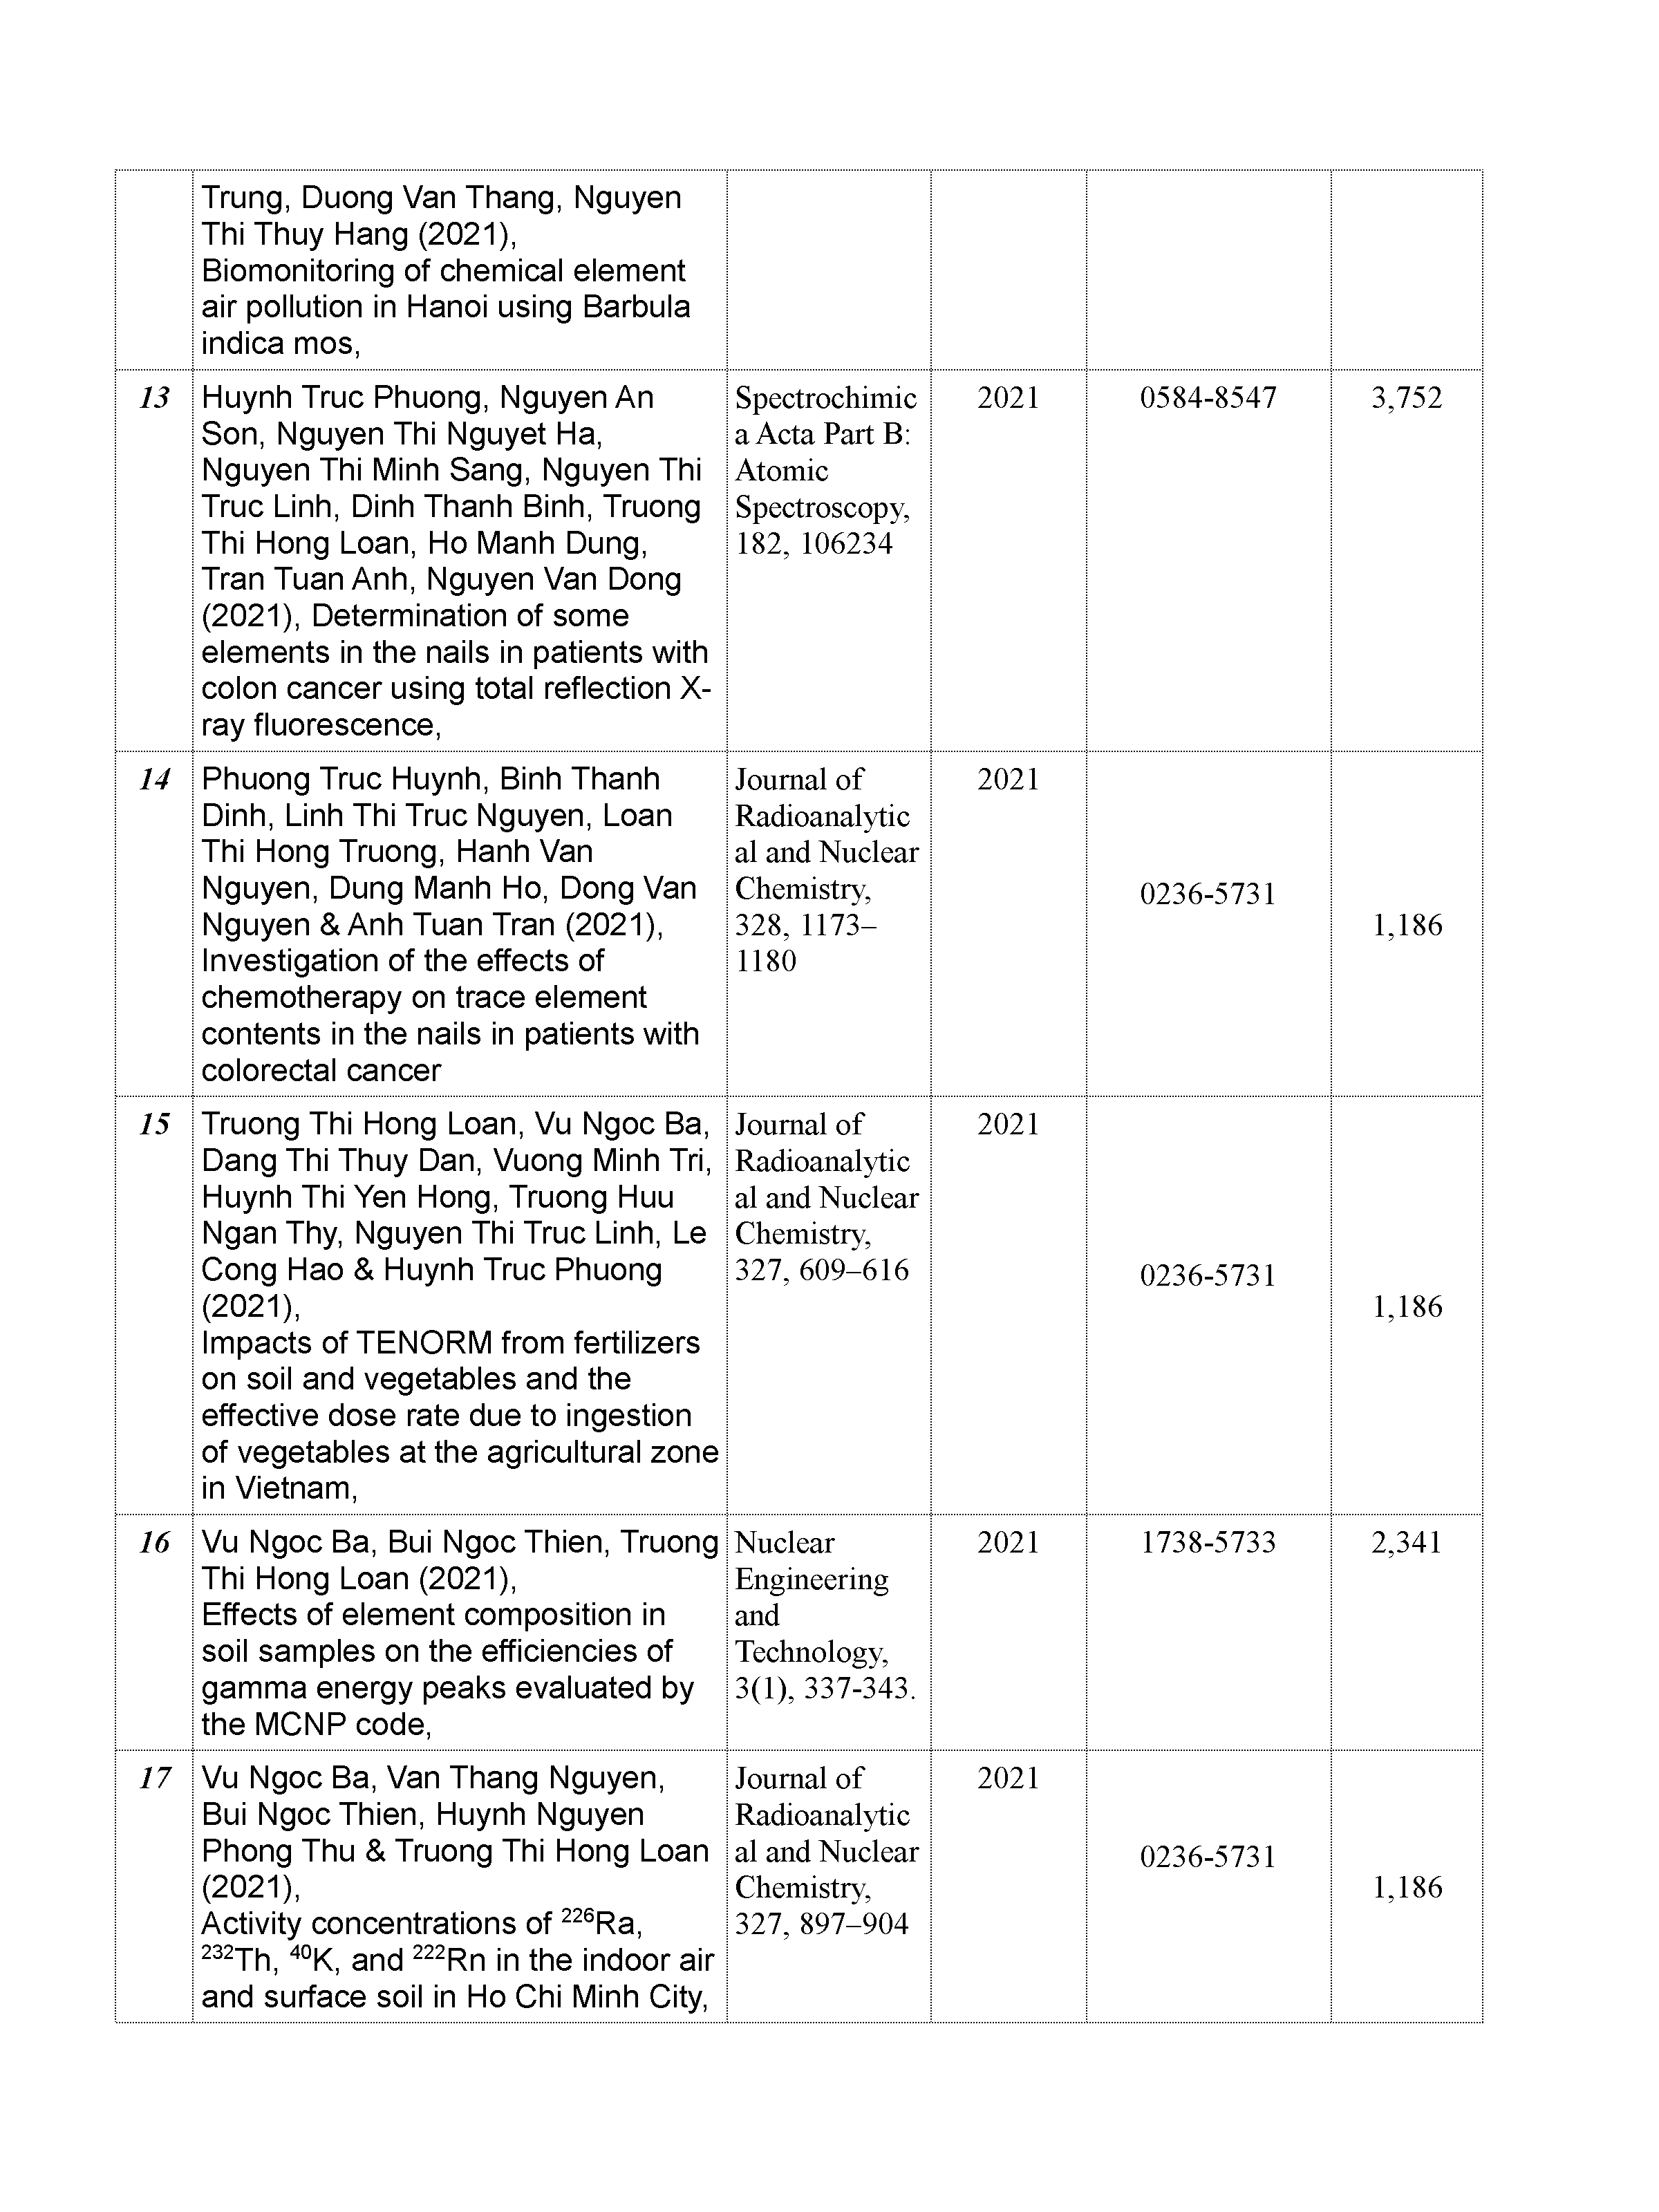 Trung, Duong Van Thang, Nguyen
Thi Thuy Hang (2021),
Biomonitoring of chemical element
air pollution in Hanoi using Barbula
indica mos,
13
Huynh Truc Phuong, Nguyen An
Son, Nguyen Thi Nguyet Ha,
Nguyen Thi Minh Sang, Nguyen Thi
Truc Linh, Dinh Thanh Binh, Truong
Thi Hong Loan, Ho Manh Dung,
Tran Tuan Anh, Nguyen Van Dong
(2021), Determination of some
elements in the nails in patients with
colon cancer using total reflection X-
ray fluorescence,
Spectrochimic
a Acta Part B:
Atomic
Spectroscopy,
182, 106234
2021
0584-8547
3,752
14
Phuong Truc Huynh, Binh Thanh
Dinh, Linh Thi Truc Nguyen, Loan
Thi Hong Truong, Hanh Van
Nguyen, Dung Manh Ho, Dong Van
Nguyen & Anh Tuan Tran (2021),
Investigation of the effects of
chemotherapy on trace element
contents in the nails in patients with
colorectal cancer
Journal of
Radioanalytic
al and Nuclear
Chemistry,
328, 1173–
1180
2021
0236-5731
1,186
15
Truong Thi Hong Loan, Vu Ngoc Ba,
Dang Thi Thuy Dan, Vuong Minh Tri,
Huynh Thi Yen Hong, Truong Huu
Ngan Thy, Nguyen Thi Truc Linh, Le
Cong Hao & Huynh Truc Phuong
(2021),
Impacts of TENORM from fertilizers
on soil and vegetables and the
effective dose rate due to ingestion
of vegetables at the agricultural zone
in Vietnam,
Journal of
Radioanalytic
al and Nuclear
Chemistry,
327, 609–616
2021
0236-5731
1,186
16
Vu Ngoc Ba, Bui Ngoc Thien, Truong
Thi Hong Loan (2021),
Effects of element composition in
soil samples on the efficiencies of
gamma energy peaks evaluated by
the MCNP code,
Nuclear
Engineering
and
Technology,
3(1), 337-343.
2021
1738-5733
2,341
17
Vu Ngoc Ba, Van Thang Nguyen,
Bui Ngoc Thien, Huynh Nguyen
Phong Thu & Truong Thi Hong Loan
(2021),
Activity concentrations of ²²⁶Ra,
²³²Th, ⁴⁰K, and ²²²Rn in the indoor air
and surface soil in Ho Chi Minh City,
Journal of
Radioanalytic
al and Nuclear
Chemistry,
327, 897–904
2021
0236-5731
1,186